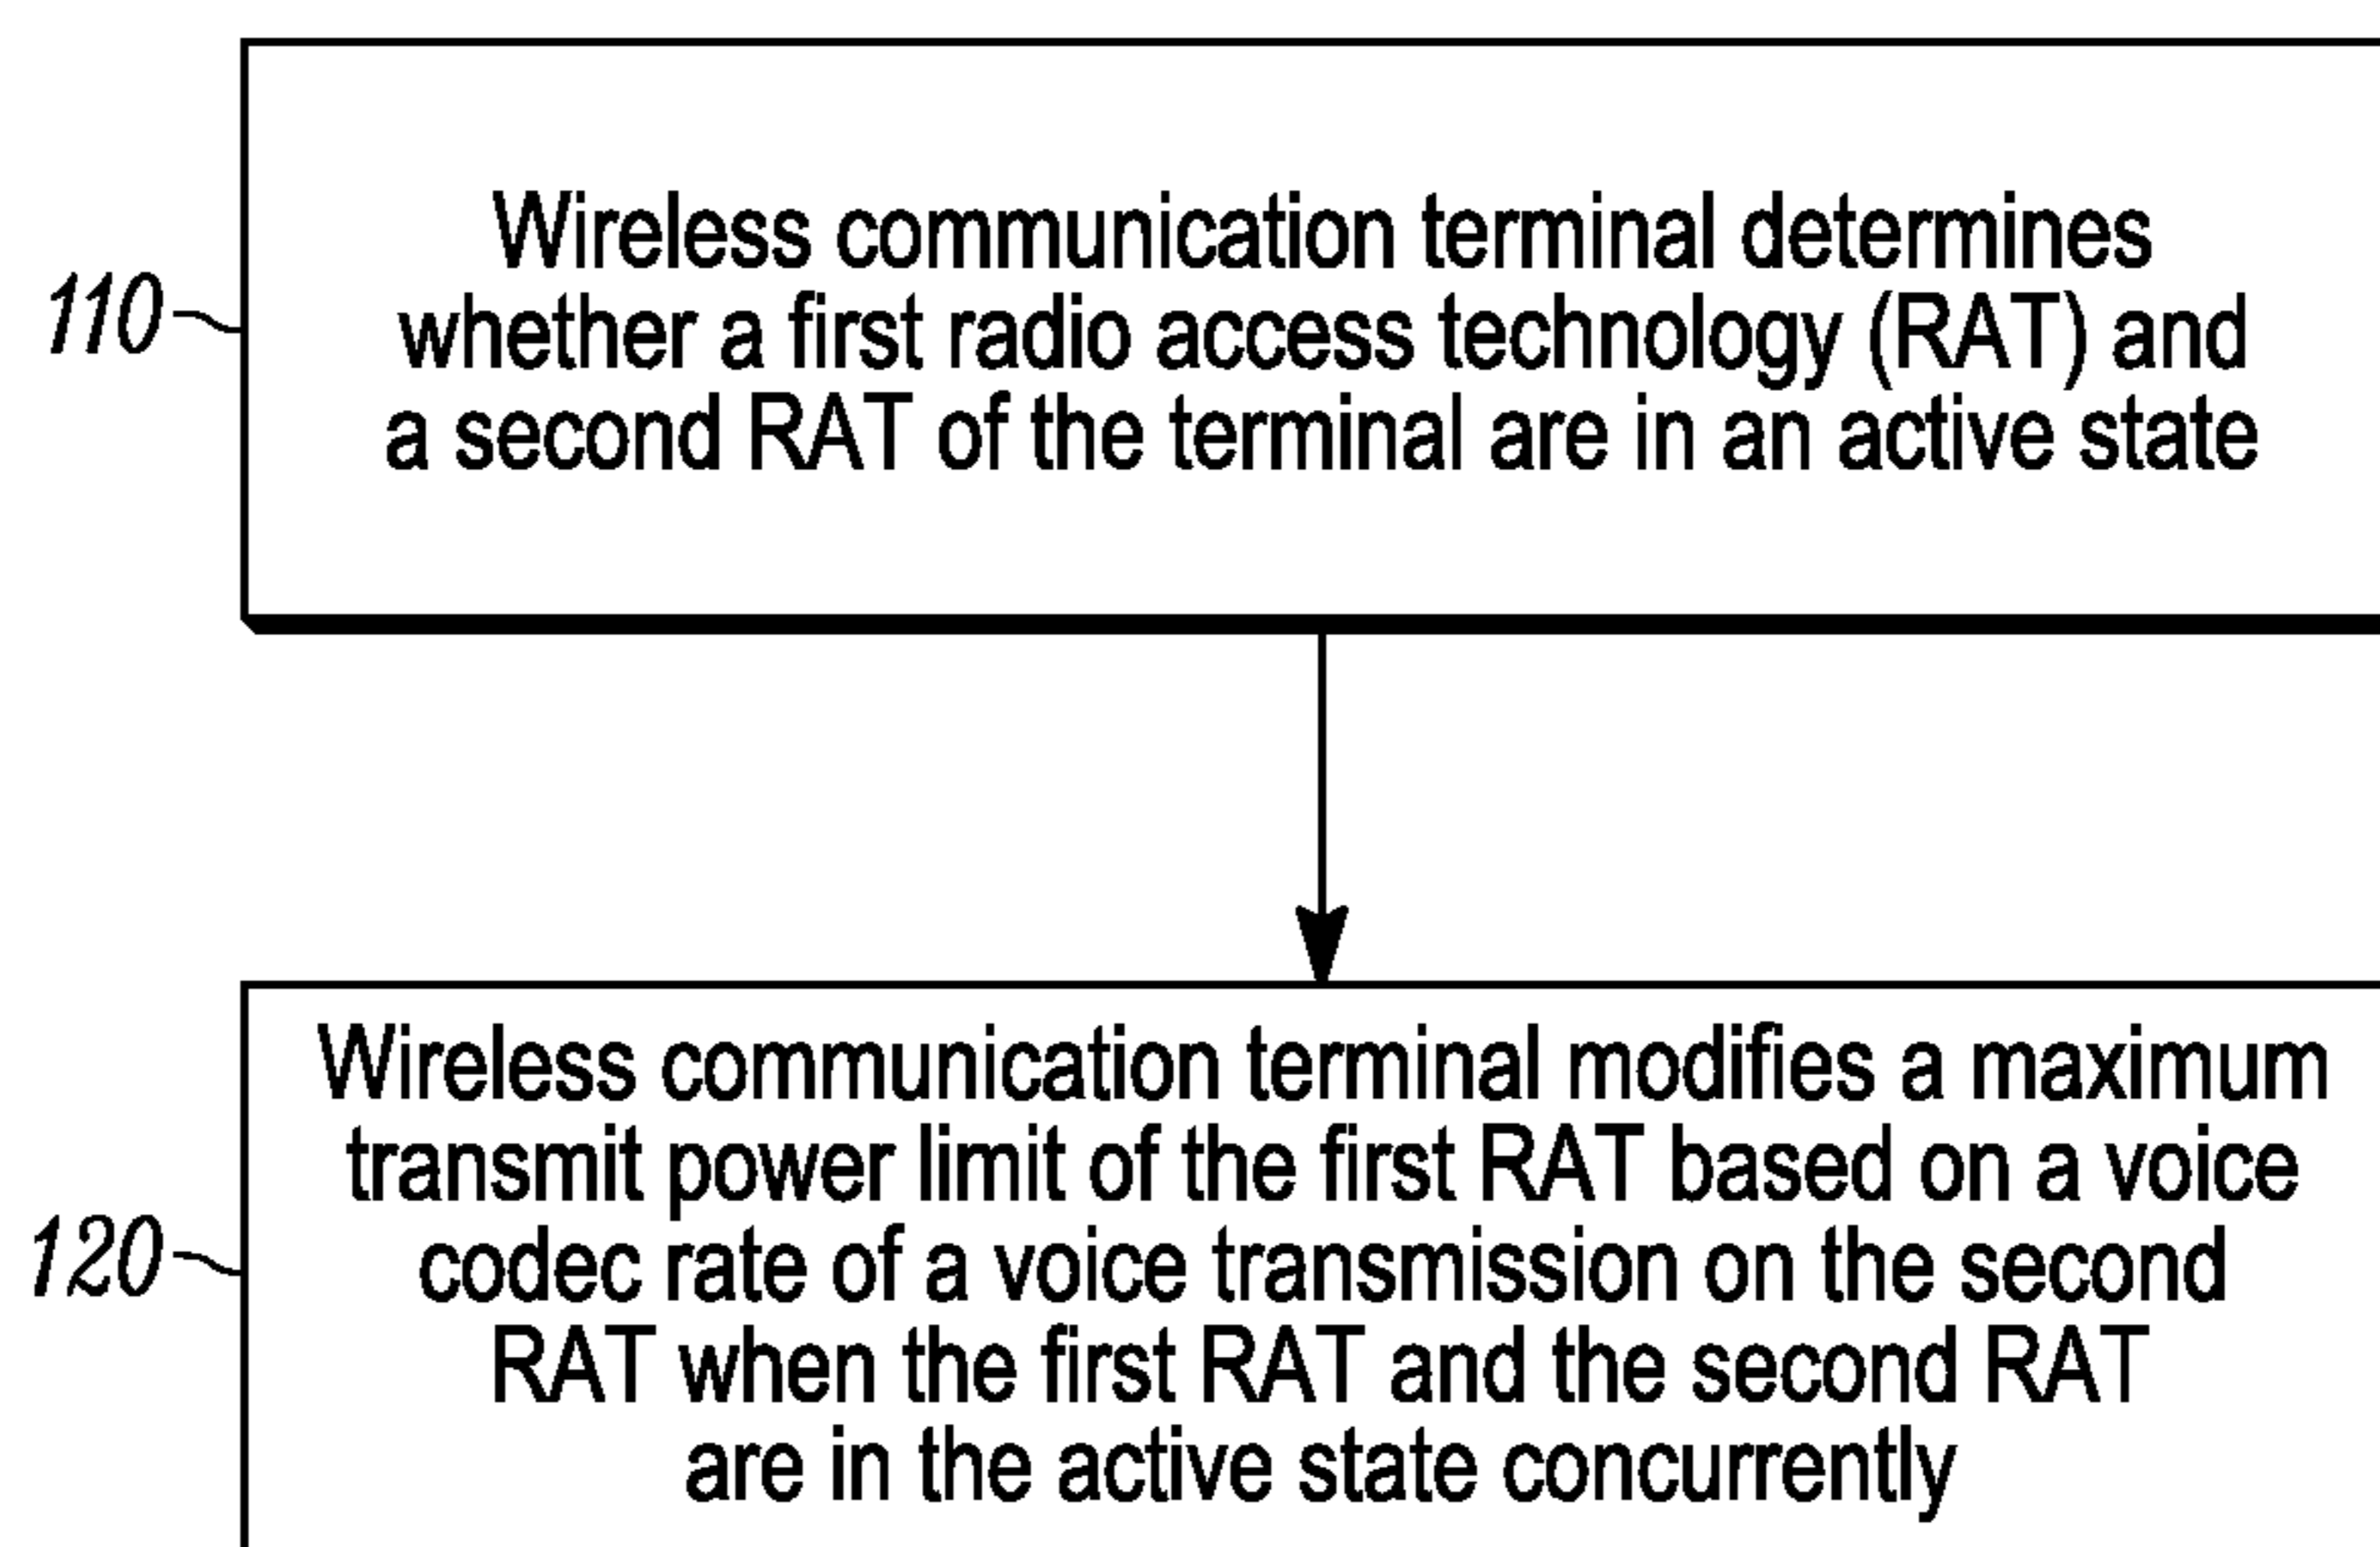 Wireless communication terminal determines
whether a first radio access technology (RAT) and
a second RAT of the terminal are in an active state
110
Wireless communication terminal modifies a maximum
transmit power limit of the first RAT based on a voice
codec rate of a voice transmission on the second
RAT when the first RAT and the second RAT
are in the active state concurrently
120